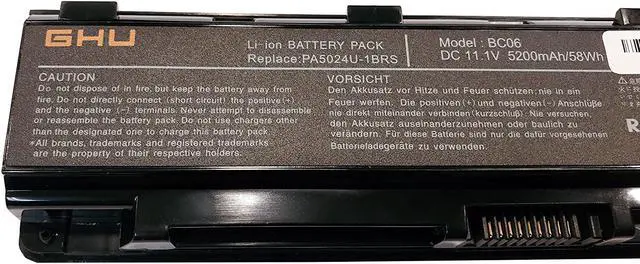 GHU
Li-ion BATTERY PACK
Replace:PA5024U-1BRS
Model : BC06
DC 11.1V 5200mAh/58Wh
CAUTION
Do not dispose of in fire, but keep the battery away from
fire. Do not directly connect (short circuit) the positive(+)
and the negative (-) terminals. Never attempt to disassemble
or reassemble the battery pack. Do not use chargers other
than the designated one to charge this battery pack.
*All brands, trademarks and registered trademarks
are the property of their respective holders.
VORSICHT
Den Akkusatz vor Hitze und Feuer schützen:nie in ein
Feuer werfen. Die positiven(+) und negativen(-) Anschlüße
nie direkt miteinander verbinden (kurzschluß). Nie versuchen,
den Akkusatz auseinanderzunehmen oder baulich zu
verändern. Für diese Batterie sind nur die dafür vorgesehenen
Batterieladegeräte zu verwenden.